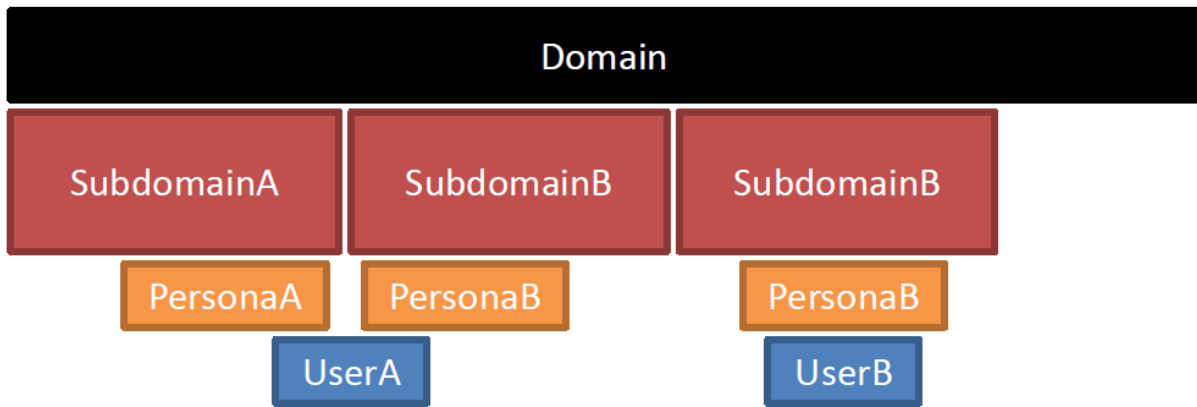 Domain
SubdomainA
SubdomainB
SubdomainB
PersonaA
PersonaB
PersonaB
UserA
UserB